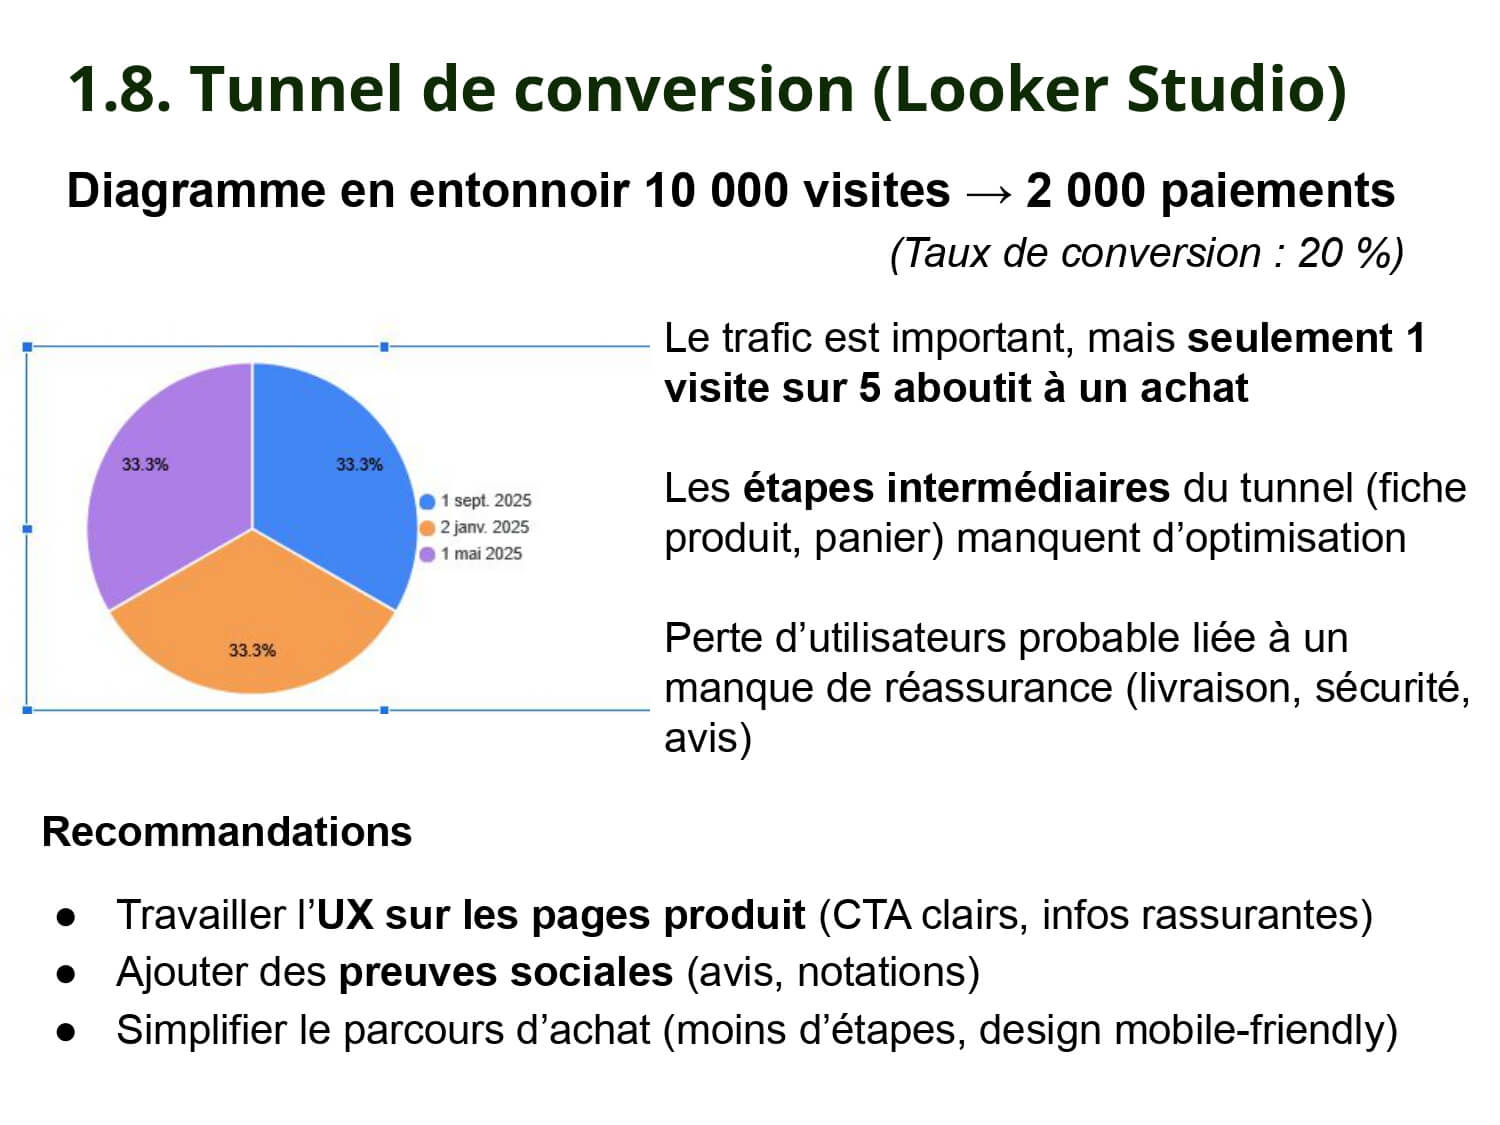 1.8. Tunnel de conversion (Looker Studio)
Diagramme en entonnoir 10 000 visites → 2 000 paiements
(Taux de conversion : 20 %)
33.3%
33.3%
33.3%
1 sept. 2025
2 janv. 2025
1 mai 2025
Le trafic est important, mais seulement 1
visite sur 5 aboutit à un achat
Les étapes intermédiaires du tunnel (fiche
produit, panier) manquent d’optimisation
Perte d’utilisateurs probable liée à un
manque de réassurance (livraison, sécurité,
avis)
Recommandations
● Travailler l’UX sur les pages produit (CTA clairs, infos rassurantes)
● Ajouter des preuves sociales (avis, notations)
● Simplifier le parcours d’achat (moins d’étapes, design mobile-friendly)